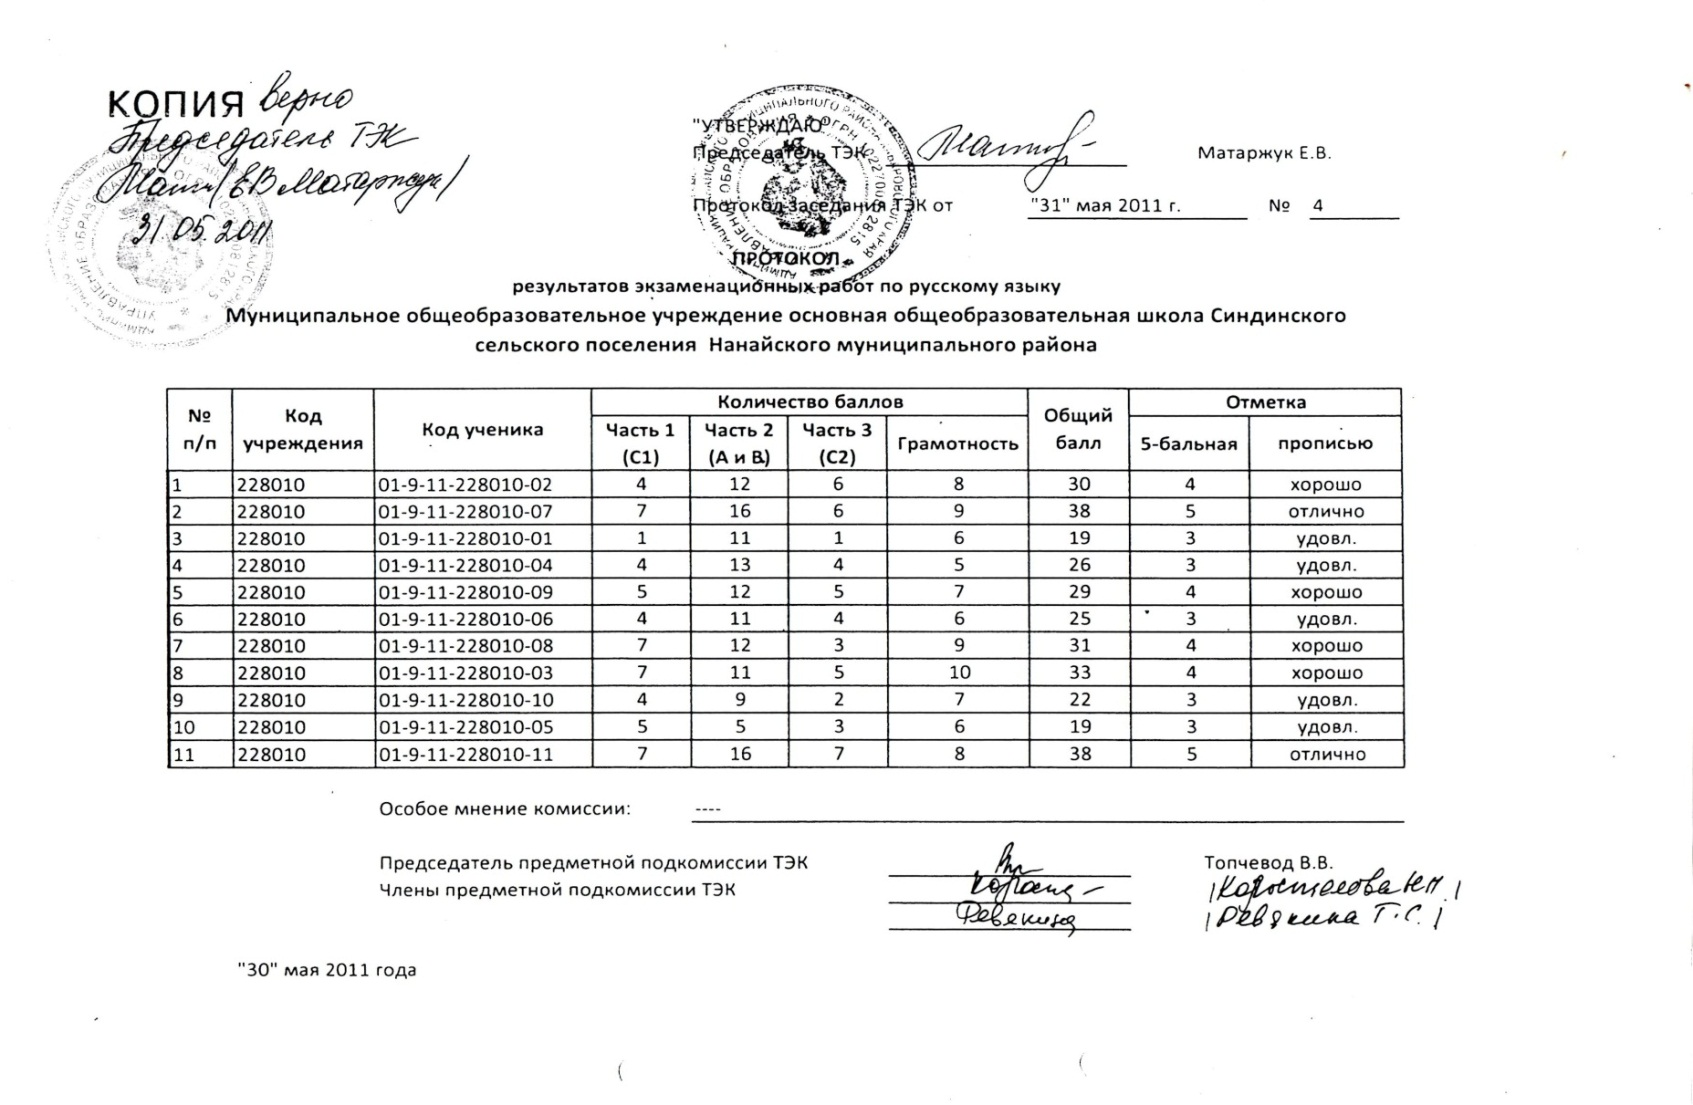 КОПИЯ верно
Председатель ТЭК
/ЕВ Матаржук/
31.05.2011
"УТВЕРЖДАЮ"
Председатель ТЭК Матаржук Е.В.
Протокол заседания ТЭК от "31" мая 2011 г. № 4
ПРОТОКОЛ
результатов экзаменационных работ по русскому языку
Муниципальное общеобразовательное учреждение основная общеобразовательная школа Синдинского
сельского поселения Нанайского муниципального района
№ п/п Код учреждения Код ученика Количество баллов Общий балл Отметка
Часть 1 (С1) Часть 2 (А и В) Часть 3 (С2) Грамотность 5-бальная прописью
1 228010 01-9-11-228010-02 4 12 6 8 30 4 хорошо
2 228010 01-9-11-228010-07 7 16 6 9 38 5 отлично
3 228010 01-9-11-228010-01 1 11 1 6 19 3 удовл.
4 228010 01-9-11-228010-04 4 13 4 5 26 3 удовл.
5 228010 01-9-11-228010-09 5 12 5 7 29 4 хорошо
6 228010 01-9-11-228010-06 4 11 4 6 25 3 удовл.
7 228010 01-9-11-228010-08 7 12 3 9 31 4 хорошо
8 228010 01-9-11-228010-03 7 11 5 10 33 4 хорошо
9 228010 01-9-11-228010-10 4 9 2 7 22 3 удовл.
10 228010 01-9-11-228010-05 5 5 3 6 19 3 удовл.
11 228010 01-9-11-228010-11 7 16 7 8 38 5 отлично
Особое мнение комиссии: ----
Председатель предметной подкомиссии ТЭК Топчевод В.В.
Члены предметной подкомиссии ТЭК /Коросталова Н.Н./
/Ревякина Т.С./
"30" мая 2011 года